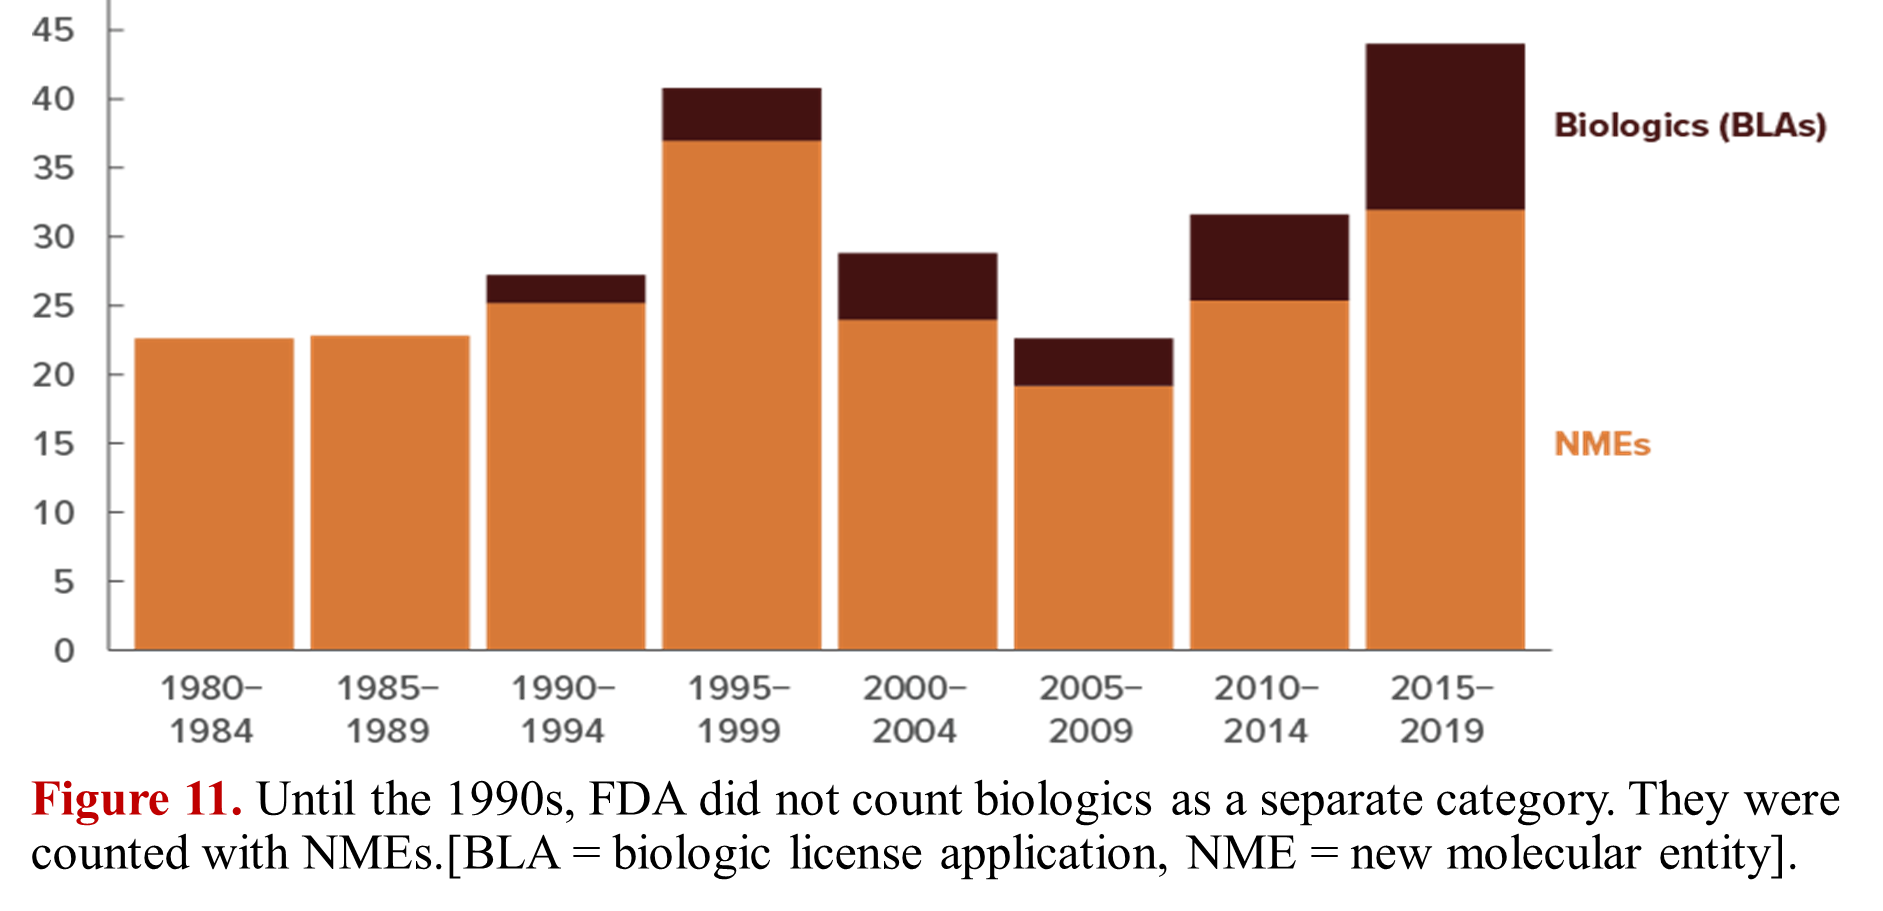 45
40
35
30
25
20
15
10
5
0
Biologics (BLAs)
NMEs
1980– 1985– 1990– 1995– 2000– 2005– 2010– 2015–
1984 1989 1994 1999 2004 2009 2014 2019
Figure 11. Until the 1990s, FDA did not count biologics as a separate category. They were
counted with NMEs.[BLA = biologic license application, NME = new molecular entity].